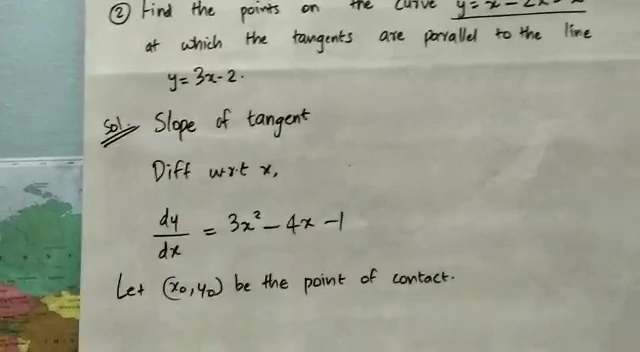 ② Find the points on the curve
at which the tangents are parallel to the line
y = 3x - 2.
Sol. Slope of tangent
Diff w.r.t x,
dy/dx = 3x² - 4x - 1
Let (x₀, y₀) be the point of contact.